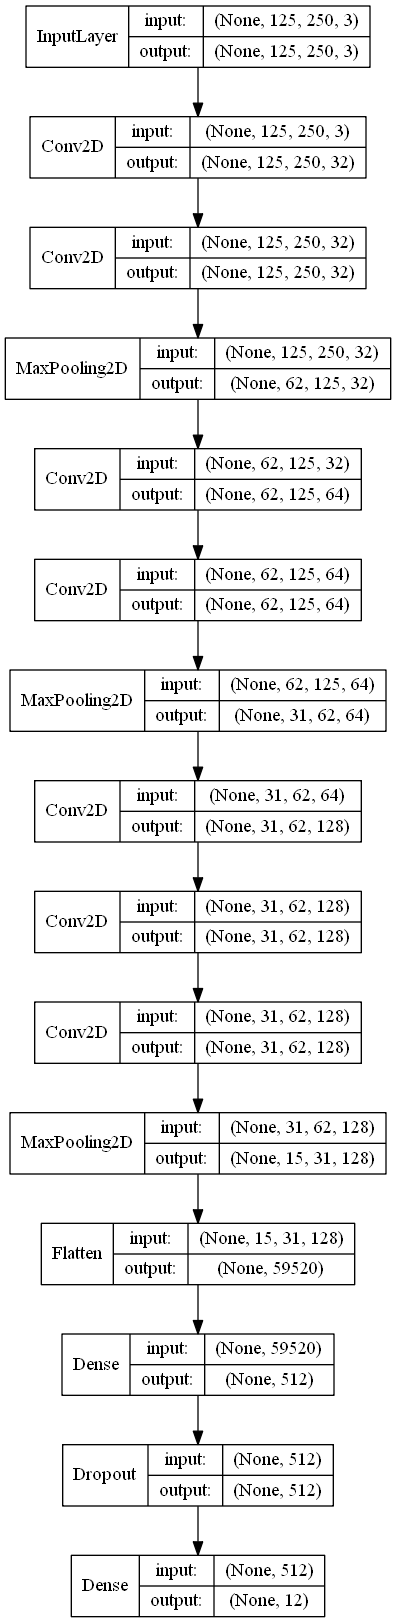 InputLayer
input: (None, 125, 250, 3)
output: (None, 125, 250, 3)
Conv2D
input: (None, 125, 250, 3)
output: (None, 125, 250, 32)
Conv2D
input: (None, 125, 250, 32)
output: (None, 125, 250, 32)
MaxPooling2D
input: (None, 125, 250, 32)
output: (None, 62, 125, 32)
Conv2D
input: (None, 62, 125, 32)
output: (None, 62, 125, 64)
Conv2D
input: (None, 62, 125, 64)
output: (None, 62, 125, 64)
MaxPooling2D
input: (None, 62, 125, 64)
output: (None, 31, 62, 64)
Conv2D
input: (None, 31, 62, 64)
output: (None, 31, 62, 128)
Conv2D
input: (None, 31, 62, 128)
output: (None, 31, 62, 128)
Conv2D
input: (None, 31, 62, 128)
output: (None, 31, 62, 128)
MaxPooling2D
input: (None, 31, 62, 128)
output: (None, 15, 31, 128)
Flatten
input: (None, 15, 31, 128)
output: (None, 59520)
Dense
input: (None, 59520)
output: (None, 512)
Dropout
input: (None, 512)
output: (None, 512)
Dense
input: (None, 512)
output: (None, 12)